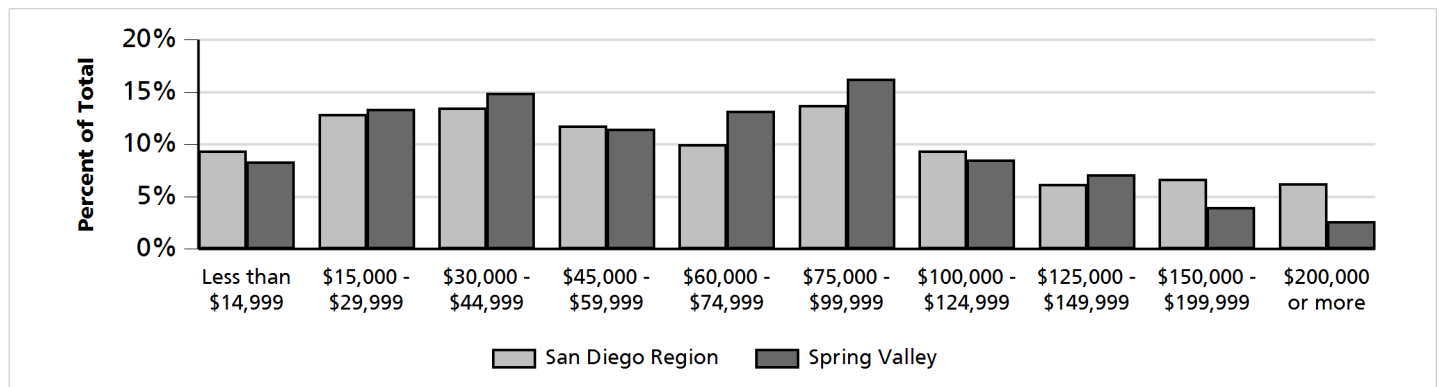 20%
15%
10%
5%
0%
Percent of Total
Less than $15,000 - $30,000 - $45,000 - $60,000 - $75,000 - $100,000 - $125,000 - $150,000 - $200,000
$14,999 $29,999 $44,999 $59,999 $74,999 $99,999 $124,999 $149,999 $199,999 or more
San Diego Region Spring Valley